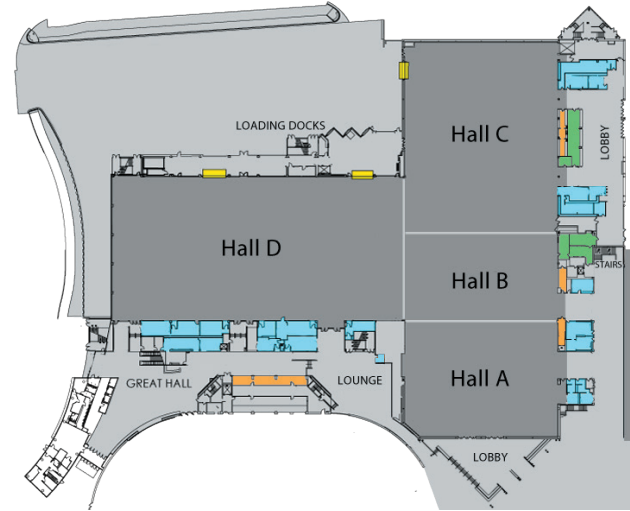 LOADING DOCKS
Hall C
LOBBY
Hall D
Hall B
STAIRS
GREAT HALL
LOUNGE
Hall A
LOBBY